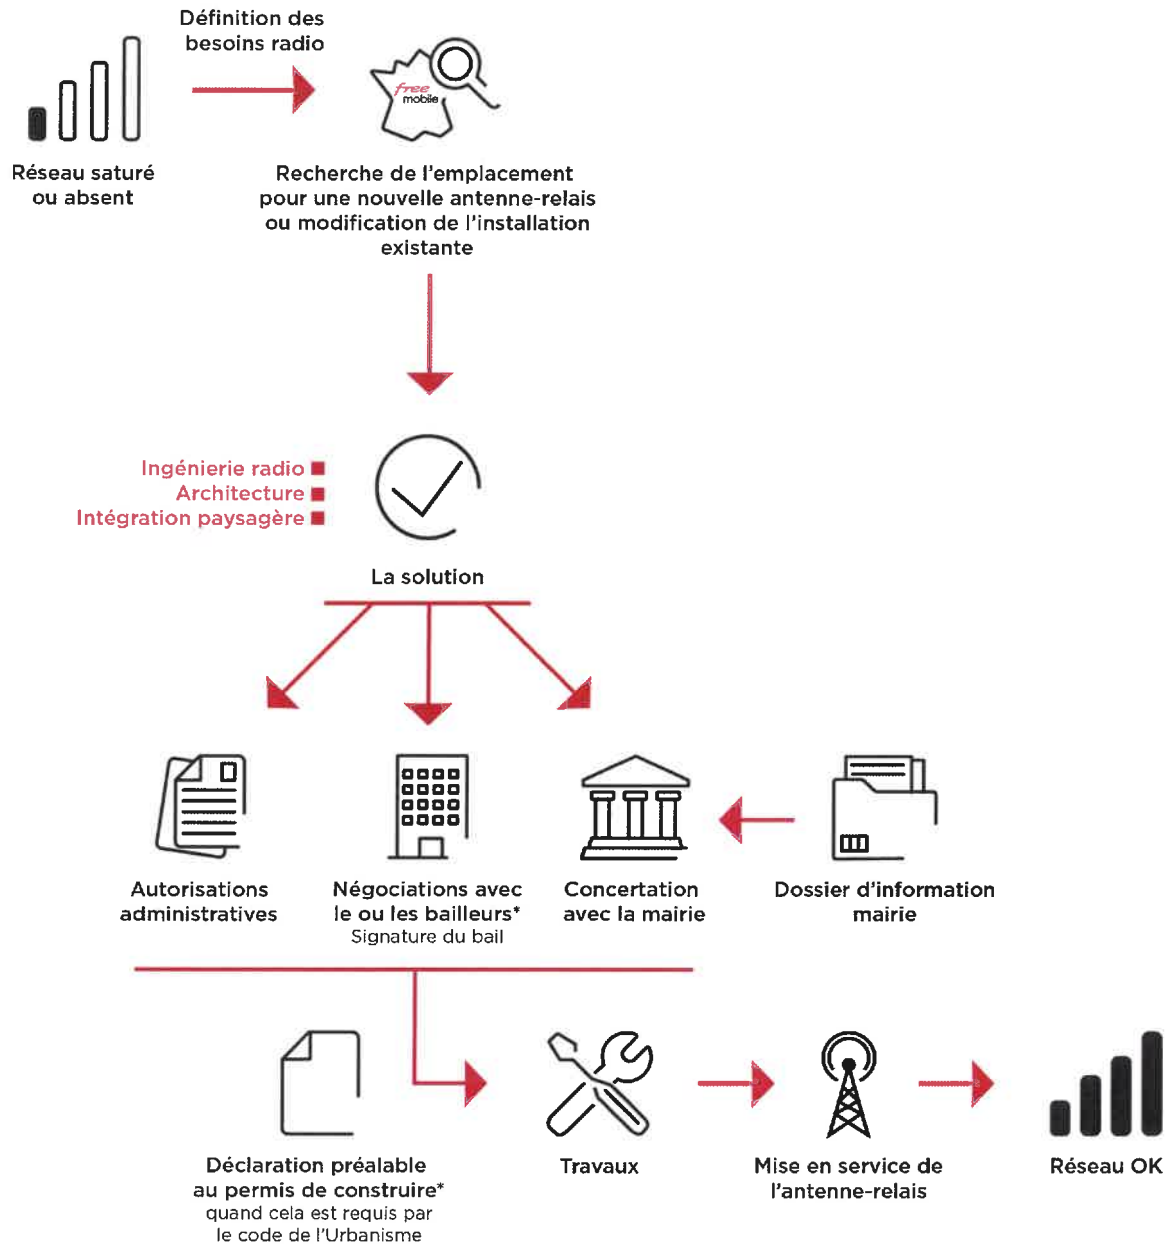 Définition des
besoins radio
free
mobile
Réseau saturé
ou absent
Recherche de l'emplacement
pour une nouvelle antenne-relais
ou modification de l'installation
existante
Ingénierie radio
Architecture
Intégration paysagère
La solution
Autorisations
administratives
Négociations avec
le ou les bailleurs*
Signature du bail
Concertation
avec la mairie
Dossier d'information
mairie
Déclaration préalable
au permis de construire*
quand cela est requis par
le code de l'Urbanisme
Travaux
Mise en service de
l'antenne-relais
Réseau OK